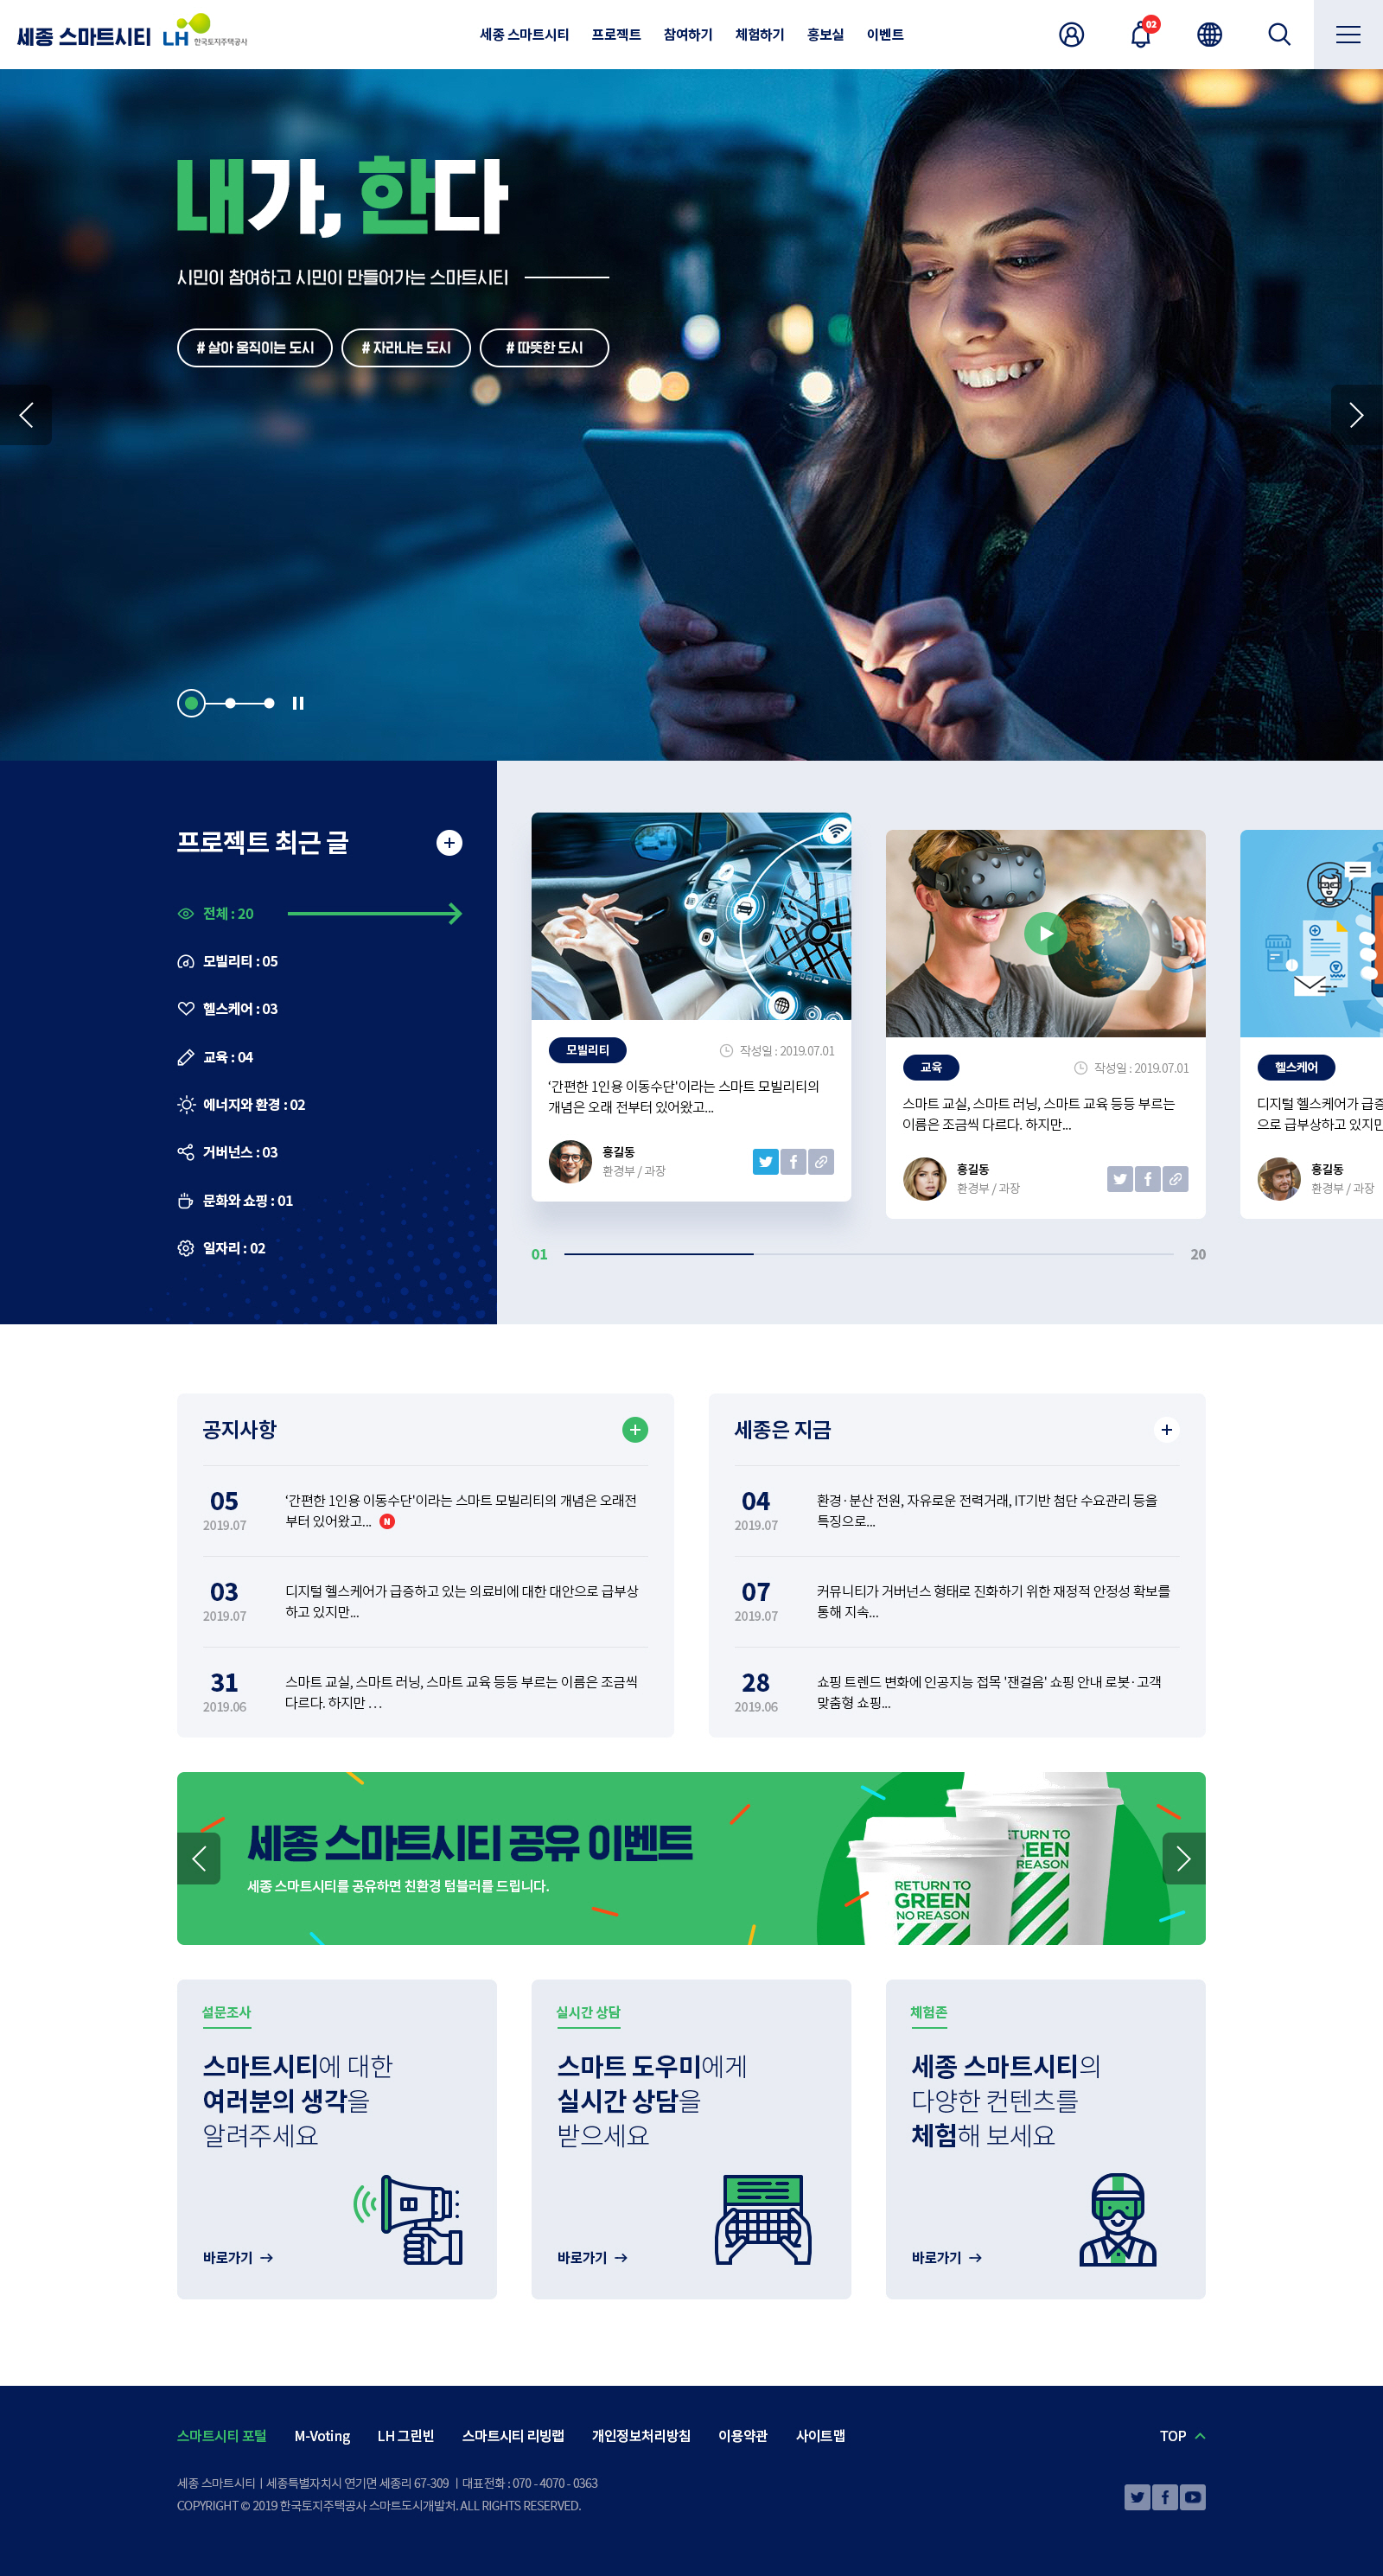 세종 스마트시티 LH 한국토지주택공사
세종 스마트시티 프로젝트 참여하기 체험하기 홍보실 이벤트
02
내가, 한다
시민이 참여하고 시민이 만들어가는 스마트시티
# 살아 움직이는 도시 # 자라나는 도시 # 따뜻한 도시
프로젝트 최근 글
전체 : 20
모빌리티 : 05
헬스케어 : 03
교육 : 04
에너지와 환경 : 02
거버넌스 : 03
문화와 쇼핑 : 01
일자리 : 02
모빌리티 작성일 : 2019.07.01
‘간편한 1인용 이동수단'이라는 스마트 모빌리티의
개념은 오래 전부터 있어왔고...
홍길동
환경부 / 과장
교육 작성일 : 2019.07.01
스마트 교실, 스마트 러닝, 스마트 교육 등등 부르는
이름은 조금씩 다르다. 하지만...
홍길동
환경부 / 과장
헬스케어
디지털 헬스케어가 급증
으로 급부상하고 있지만
홍길동
환경부 / 과장
01 20
공지사항
05
2019.07
‘간편한 1인용 이동수단'이라는 스마트 모빌리티의 개념은 오래전
부터 있어왔고... N
03
2019.07
디지털 헬스케어가 급증하고 있는 의료비에 대한 대안으로 급부상
하고 있지만...
31
2019.06
스마트 교실, 스마트 러닝, 스마트 교육 등등 부르는 이름은 조금씩
다르다. 하지만 …
세종은 지금
04
2019.07
환경·분산 전원, 자유로운 전력거래, IT기반 첨단 수요관리 등을
특징으로...
07
2019.07
커뮤니티가 거버넌스 형태로 진화하기 위한 재정적 안정성 확보를
통해 지속...
28
2019.06
쇼핑 트렌드 변화에 인공지능 접목 '잰걸음' 쇼핑 안내 로봇·고객
맞춤형 쇼핑...
세종 스마트시티 공유 이벤트
세종 스마트시티를 공유하면 친환경 텀블러를 드립니다.
RETURN TO
GREEN
NO REASON
RETURN TO
GREEN
REASON
설문조사
스마트시티에 대한
여러분의 생각을
알려주세요
바로가기
실시간 상담
스마트 도우미에게
실시간 상담을
받으세요
바로가기
체험존
세종 스마트시티의
다양한 컨텐츠를
체험해 보세요
바로가기
스마트시티 포털 M-Voting LH 그린빈 스마트시티 리빙랩 개인정보처리방침 이용약관 사이트맵 TOP
세종 스마트시티 | 세종특별자치시 연기면 세종리 67-309 | 대표전화 : 070 - 4070 - 0363
COPYRIGHT © 2019 한국토지주택공사 스마트도시개발처. ALL RIGHTS RESERVED.